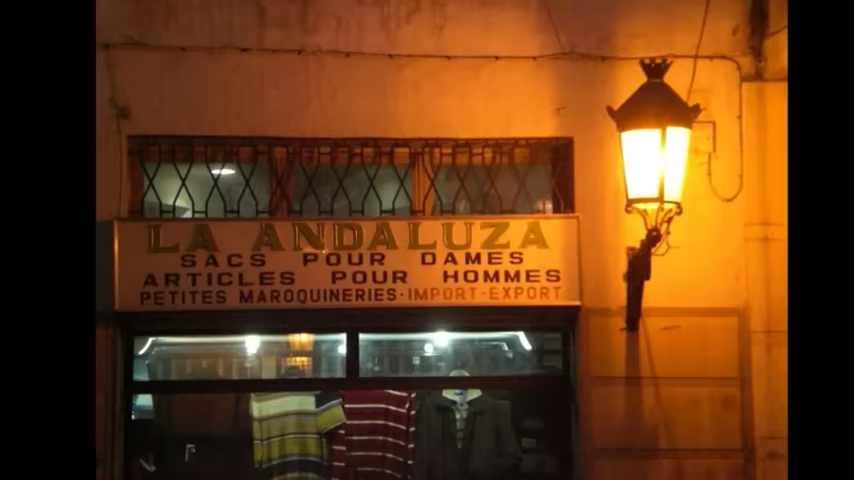 LA ANDALUZA
SACS POUR DAMES
ARTICLES POUR HOMMES
PETITES MAROQUINERIES-IMPORT-EXPORT